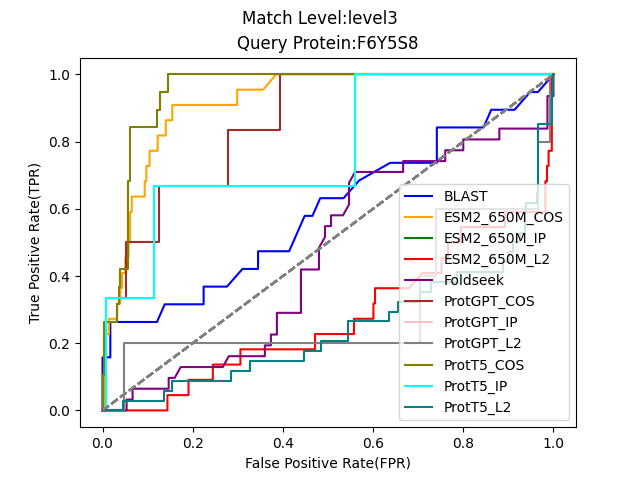 Match Level:level3
Query Protein:F6Y5S8
True Positive Rate(TPR)
1.0
0.8
0.6
0.4
0.2
0.0
0.0
0.2
0.4
0.6
0.8
1.0
False Positive Rate(FPR)
BLAST
ESM2_650M_COS
ESM2_650M_IP
ESM2_650M_L2
Foldseek
ProtGPT_COS
ProtGPT_IP
ProtGPT_L2
ProtT5_COS
ProtT5_IP
ProtT5_L2